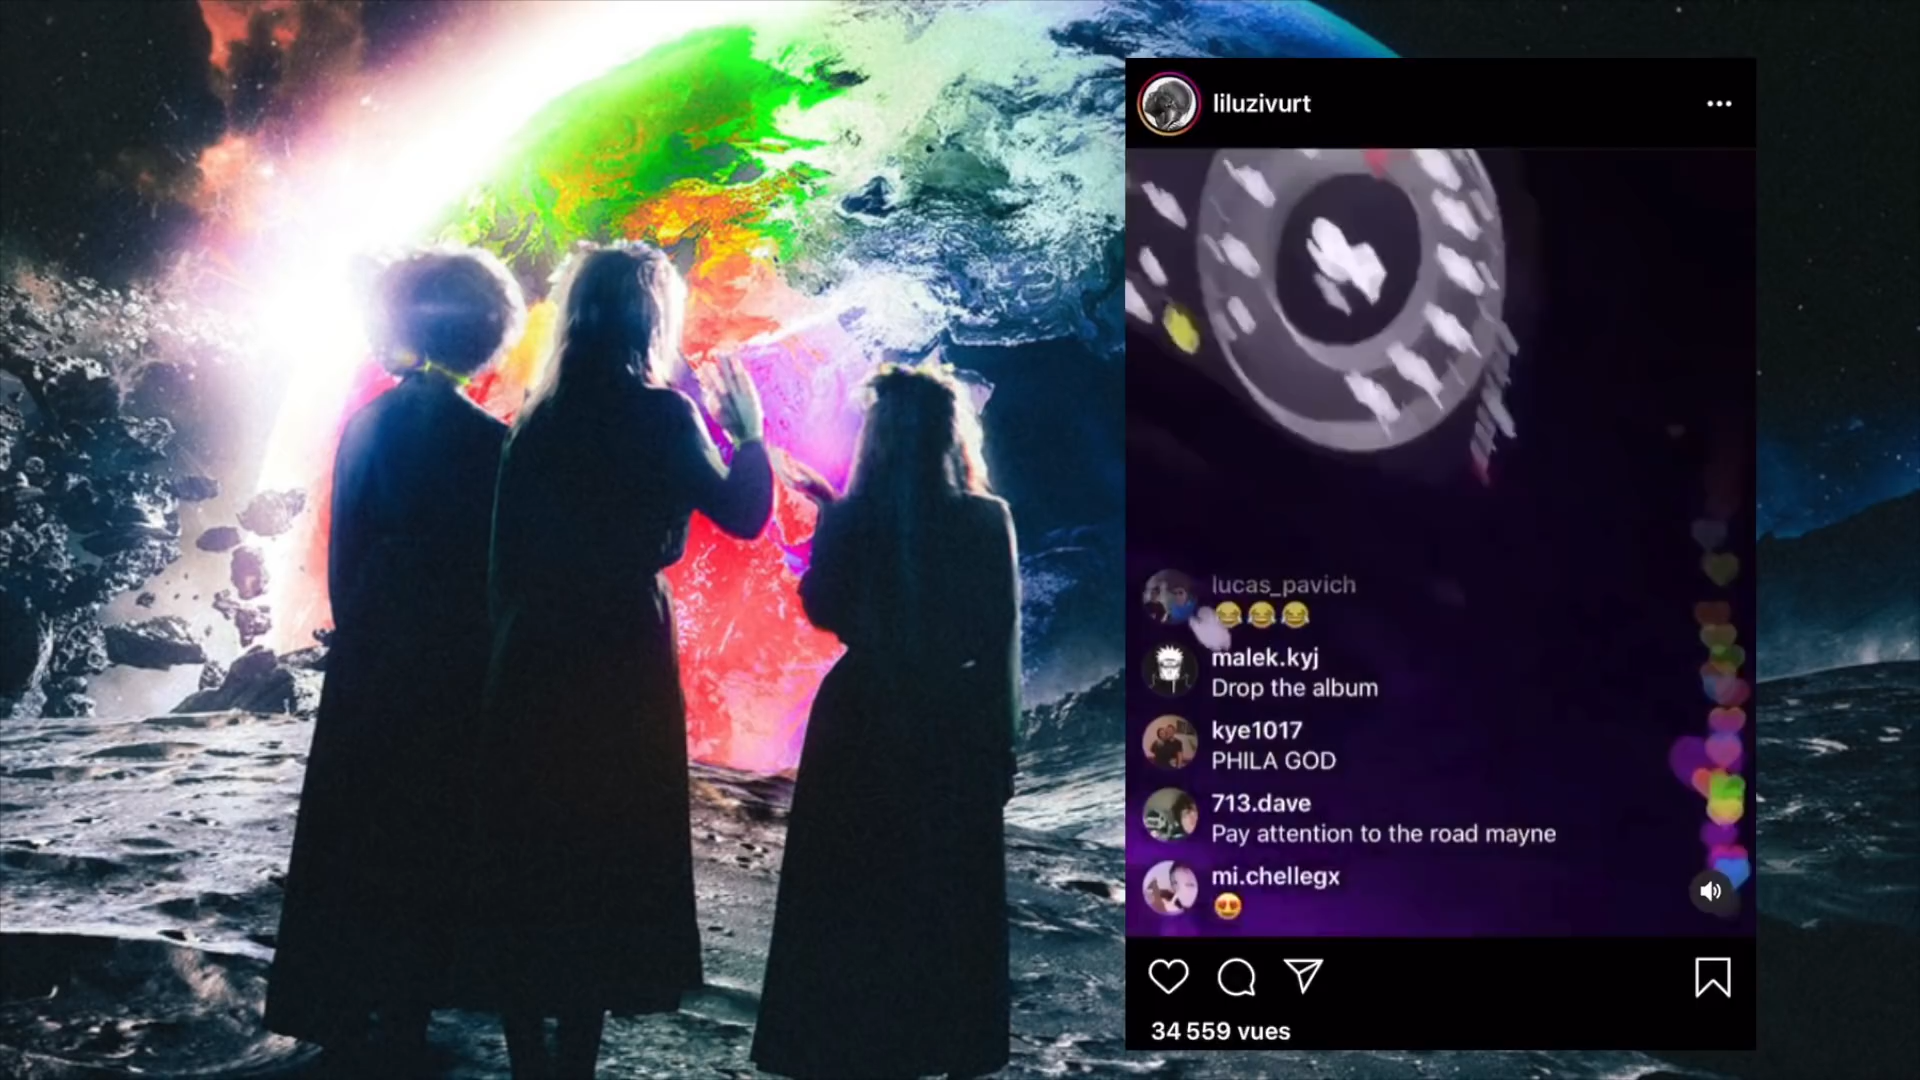 liluzivurt
lucas_pavich
😂😂😂
malek.kyj
Drop the album
kye1017
PHILA GOD
713.dave
Pay attention to the road mayne
mi.chellegx
😍
34 559 vues